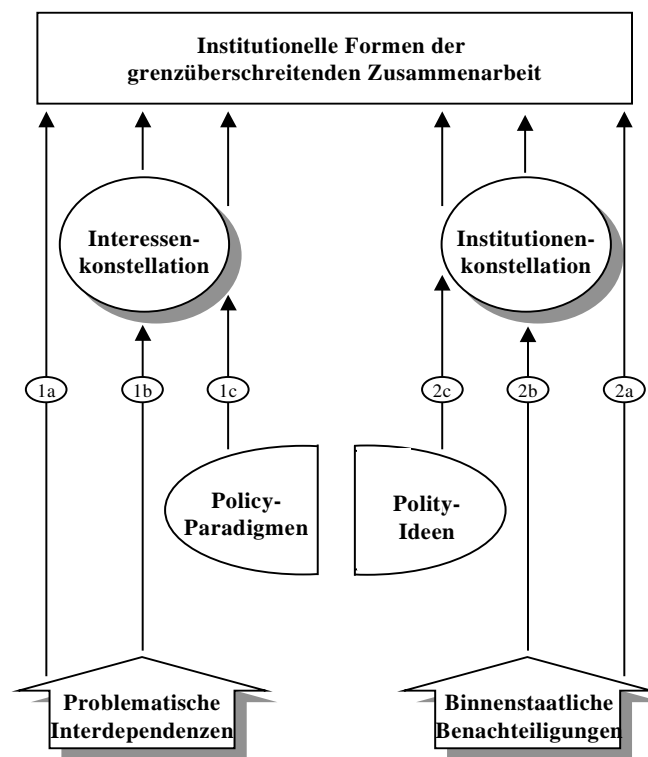 Institutionelle Formen der
grenzüberschreitenden Zusammenarbeit
Interessen-
konstellation
Institutionen-
konstellation
1a
1b
1c
2c
2b
2a
Policy-
Paradigmen
Polity-
Ideen
Problematische
Interdependenzen
Binnenstaatliche
Benachteiligungen